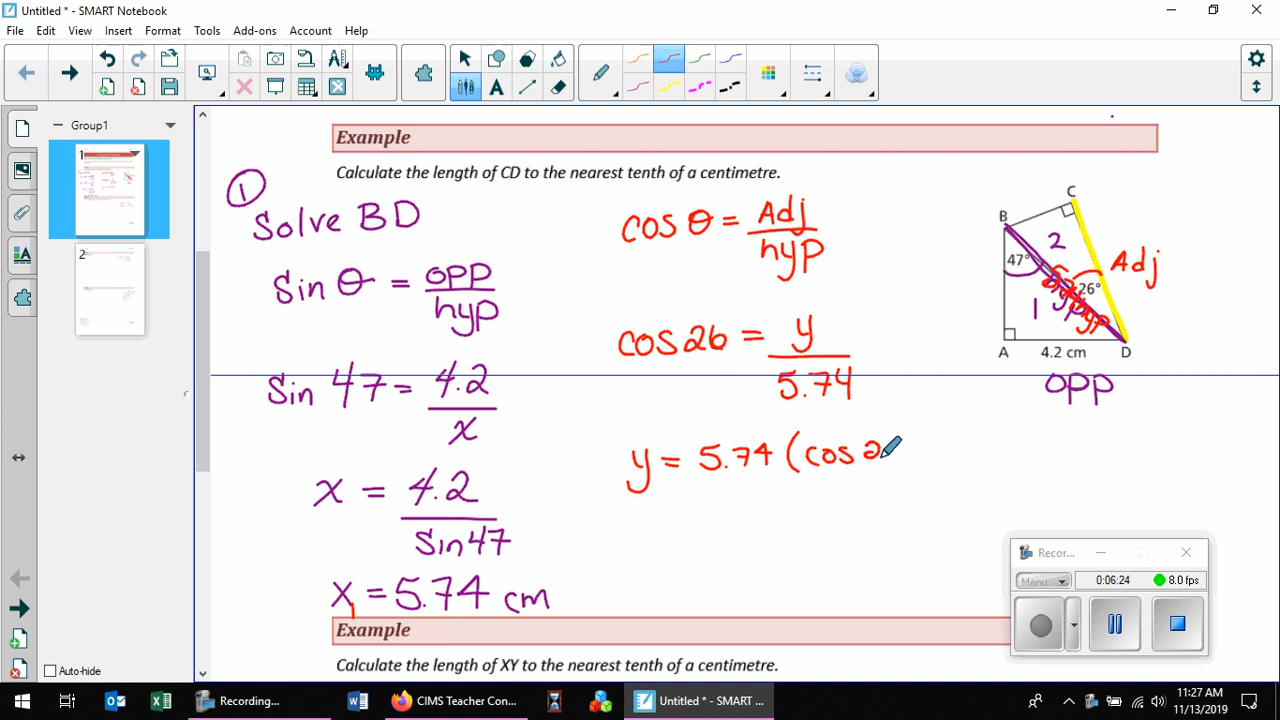 Untitled * - SMART Notebook
File Edit View Insert Format Tools Add-ons Account Help
Group1
1
2
Example
Calculate the length of CD to the nearest tenth of a centimetre.
①
Solve BD
Sin θ = opp
hyp
Sin 47 = 4.2
x
x = 4.2
Sin47
x = 5.74 cm
cos θ = Adj
hyp
cos26 = y
5.74
y = 5.74 (cos 2
C
B
2
47°
Adj
26°
hyp
1
A 4.2 cm D
opp
Example
Calculate the length of XY to the nearest tenth of a centimetre.
Auto-hide
Recor...
Menu
0:06:24
8.0 fps
Recording...
CIMS Teacher Con...
Untitled * - SMART ...
11:27 AM
11/13/2019